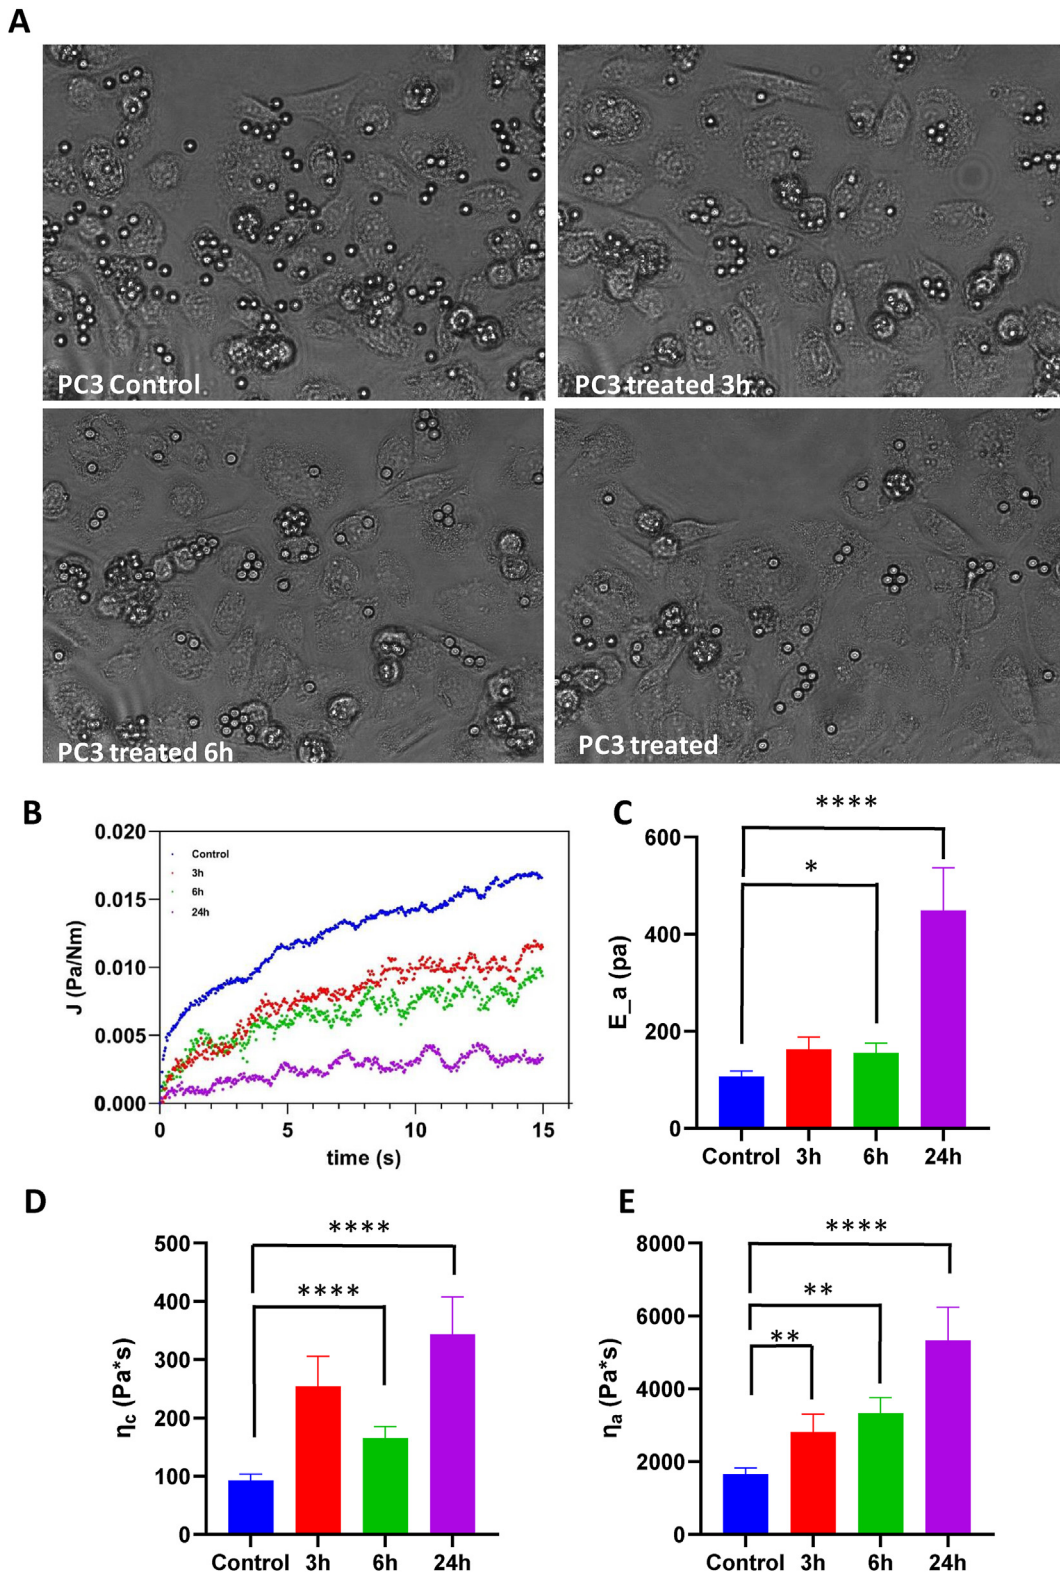 A
PC3 Control
PC3 treated 3h
PC3 treated 6h
PC3 treated
B
J (Pa/Nm)
0.020
0.015
0.010
0.005
0.000
Control
3h
6h
24h
0 5 10 15
time (s)
C
****
*
E_a (pa)
600
400
200
0
Control 3h 6h 24h
D
****
****
ηc (Pa*s)
500
400
300
200
100
0
Control 3h 6h 24h
E
****
**
**
ηa (Pa*s)
8000
6000
4000
2000
0
Control 3h 6h 24h